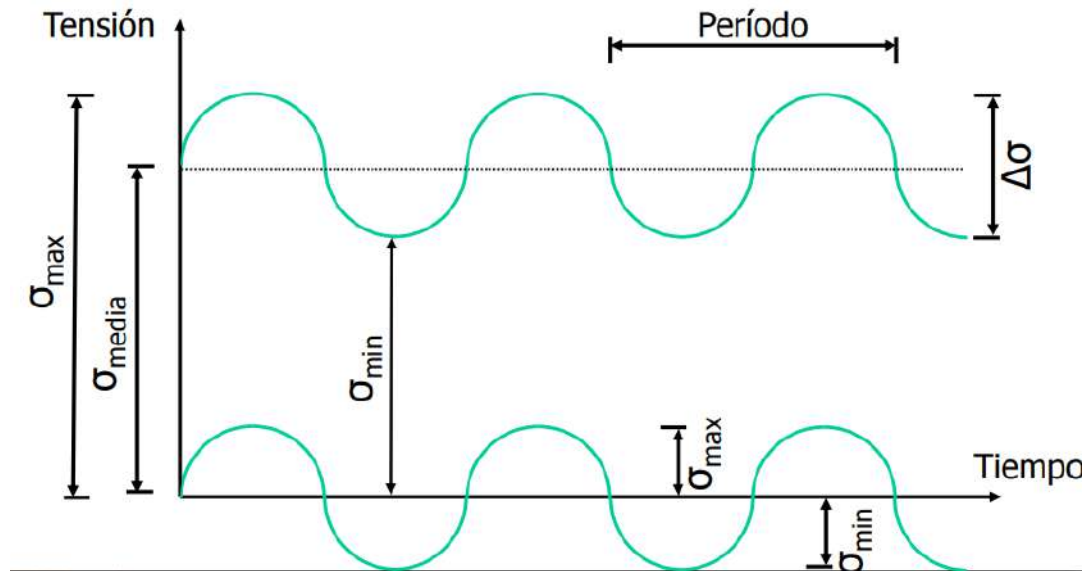 Tensión
Período
σmax
σmedia
σmin
Δσ
σmax
Tiempo
σmin